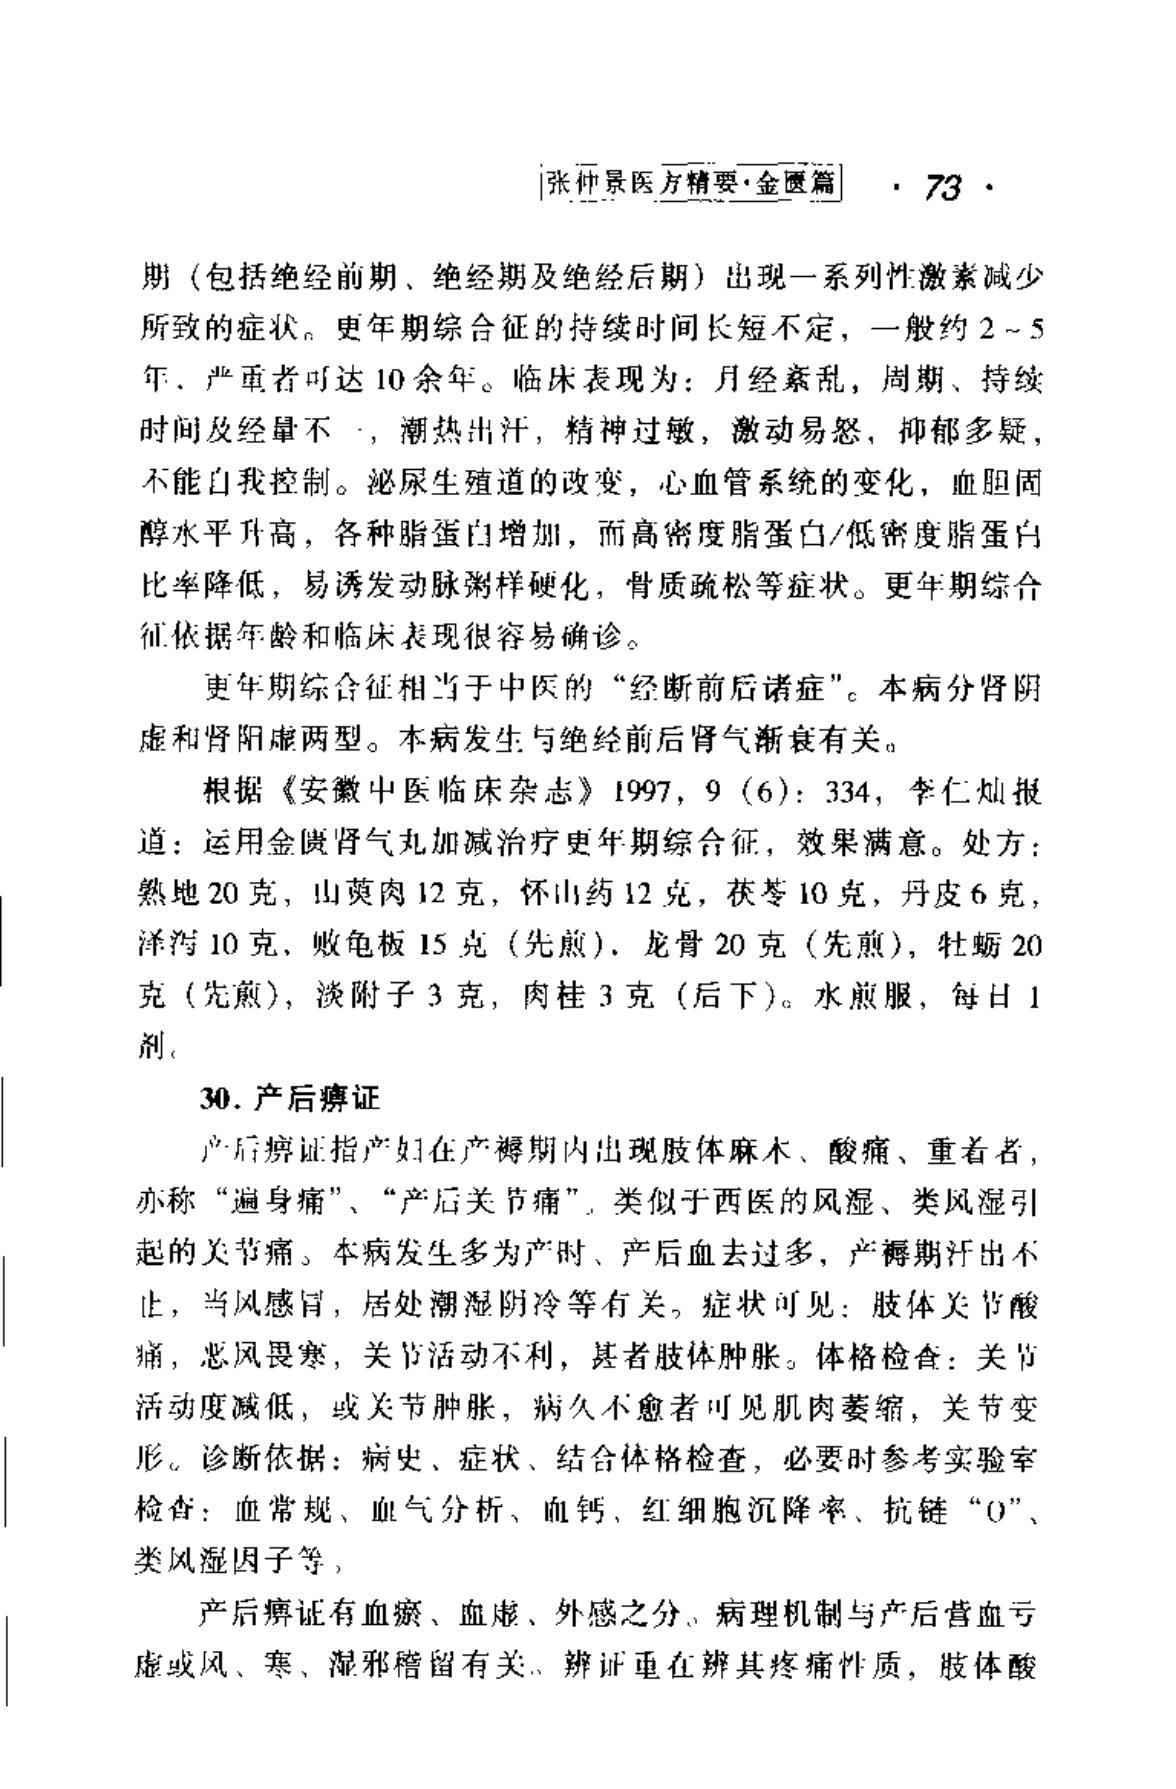 张仲景医方精要·金匮篇 · 73 ·
期（包括绝经前期、绝经期及绝经后期）出现一系列性激素减少
所致的症状。更年期综合征的持续时间长短不定，一般约 2～5
年，严重者可达 10 余年。临床表现为：月经紊乱，周期、持续
时间及经量不一，潮热出汗，精神过敏，激动易怒，抑郁多疑，
不能自我控制。泌尿生殖道的改变，心血管系统的变化，血胆固
醇水平升高，各种脂蛋白增加，而高密度脂蛋白/低密度脂蛋白
比率降低，易诱发动脉粥样硬化，骨质疏松等症状。更年期综合
征依据年龄和临床表现很容易确诊。
更年期综合征相当于中医的“经断前后诸症”。本病分肾阴
虚和肾阳虚两型。本病发生与绝经前后肾气渐衰有关。
根据《安徽中医临床杂志》1997，9（6）：334，李仁灿报
道：运用金匮肾气丸加减治疗更年期综合征，效果满意。处方：
熟地 20 克，山萸肉 12 克，怀山药 12 克，茯苓 10 克，丹皮 6 克，
泽泻 10 克，败龟板 15 克（先煎），龙骨 20 克（先煎），牡蛎 20
克（先煎），淡附子 3 克，肉桂 3 克（后下）。水煎服，每日 1
剂。
30. 产后痹证
产后痹证指产妇在产褥期内出现肢体麻木、酸痛、重着者，
亦称“遍身痛”、“产后关节痛”，类似于西医的风湿、类风湿引
起的关节痛。本病发生多为产时、产后血去过多，产褥期汗出不
止，当风感冒，居处潮湿阴冷等有关。症状可见：肢体关节酸
痛，恶风畏寒，关节活动不利，甚者肢体肿胀。体格检查：关节
活动度减低，或关节肿胀，病久不愈者可见肌肉萎缩，关节变
形。诊断依据：病史、症状、结合体格检查，必要时参考实验室
检查：血常规、血气分析、血钙、红细胞沉降率、抗链“O”、
类风湿因子等。
产后痹证有血瘀、血虚、外感之分。病理机制与产后营血亏
虚或风、寒、湿邪稽留有关。辨证重在辨其疼痛性质，肢体酸